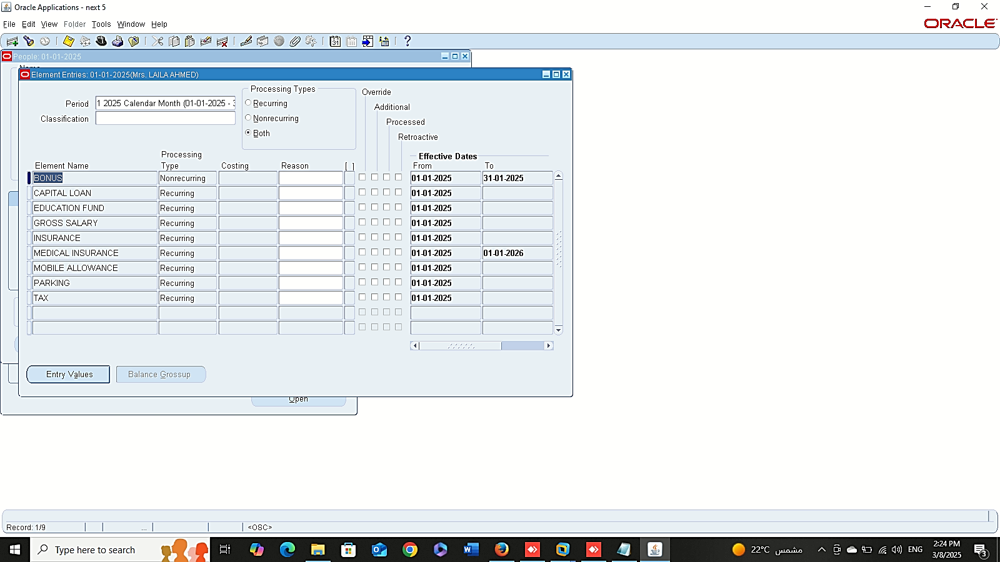 Oracle Applications - next 5
File Edit View Folder Tools Window Help
ORACLE
People: 01-01-2025
Element Entries: 01-01-2025(Mrs. LAILA AHMED)
Period 1 2025 Calendar Month (01-01-2025 -
Classification
Processing Types
Recurring
Nonrecurring
Both
Override
Additional
Processed
Retroactive
Effective Dates
Element Name Processing Type Costing Reason [ ] From To
BONUS Nonrecurring 01-01-2025 31-01-2025
CAPITAL LOAN Recurring 01-01-2025
EDUCATION FUND Recurring 01-01-2025
GROSS SALARY Recurring 01-01-2025
INSURANCE Recurring 01-01-2025
MEDICAL INSURANCE Recurring 01-01-2025 01-01-2026
MOBILE ALLOWANCE Recurring 01-01-2025
PARKING Recurring 01-01-2025
TAX Recurring 01-01-2025
Entry Values Balance Grossup
Open
Record: 1/9 ... <OSC>
Type here to search
22°C مشمس
ENG
2:24 PM
3/8/2025
3